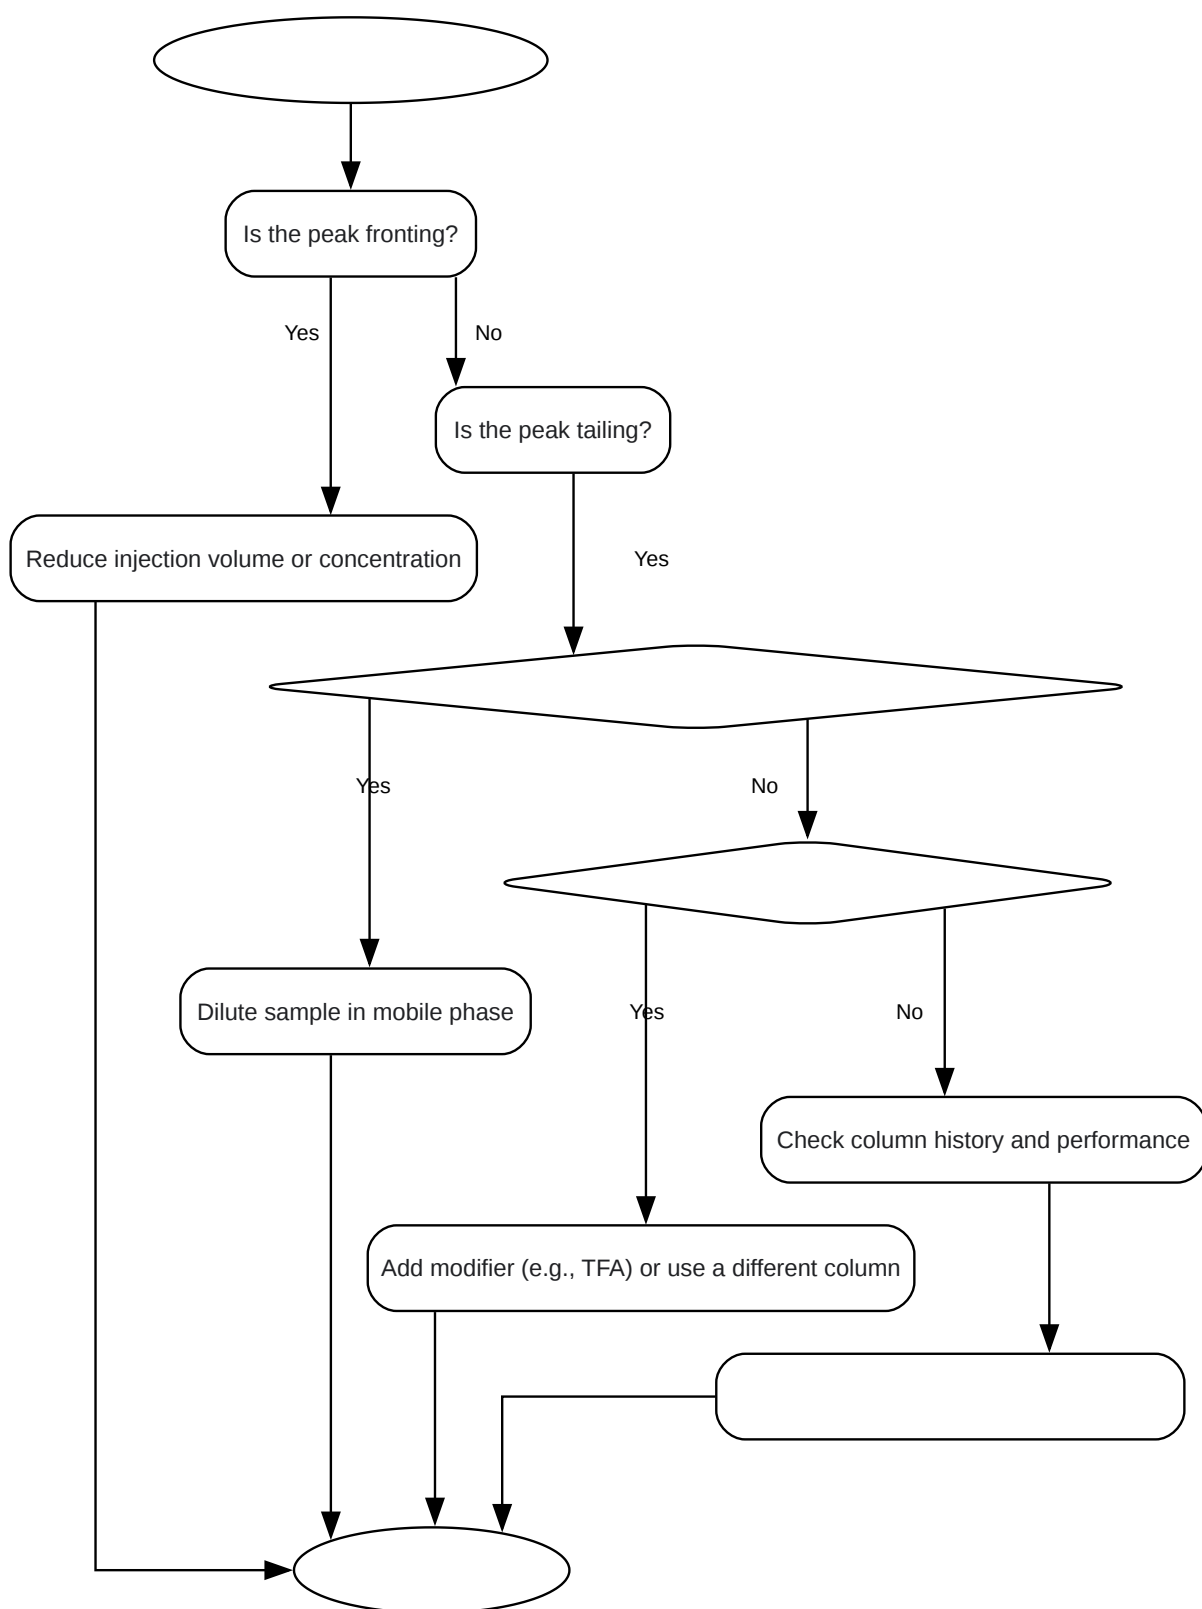 Is the peak fronting?
Yes
No
Is the peak tailing?
Reduce injection volume or concentration
Yes
Yes
No
Dilute sample in mobile phase
Yes
No
Check column history and performance
Add modifier (e.g., TFA) or use a different column